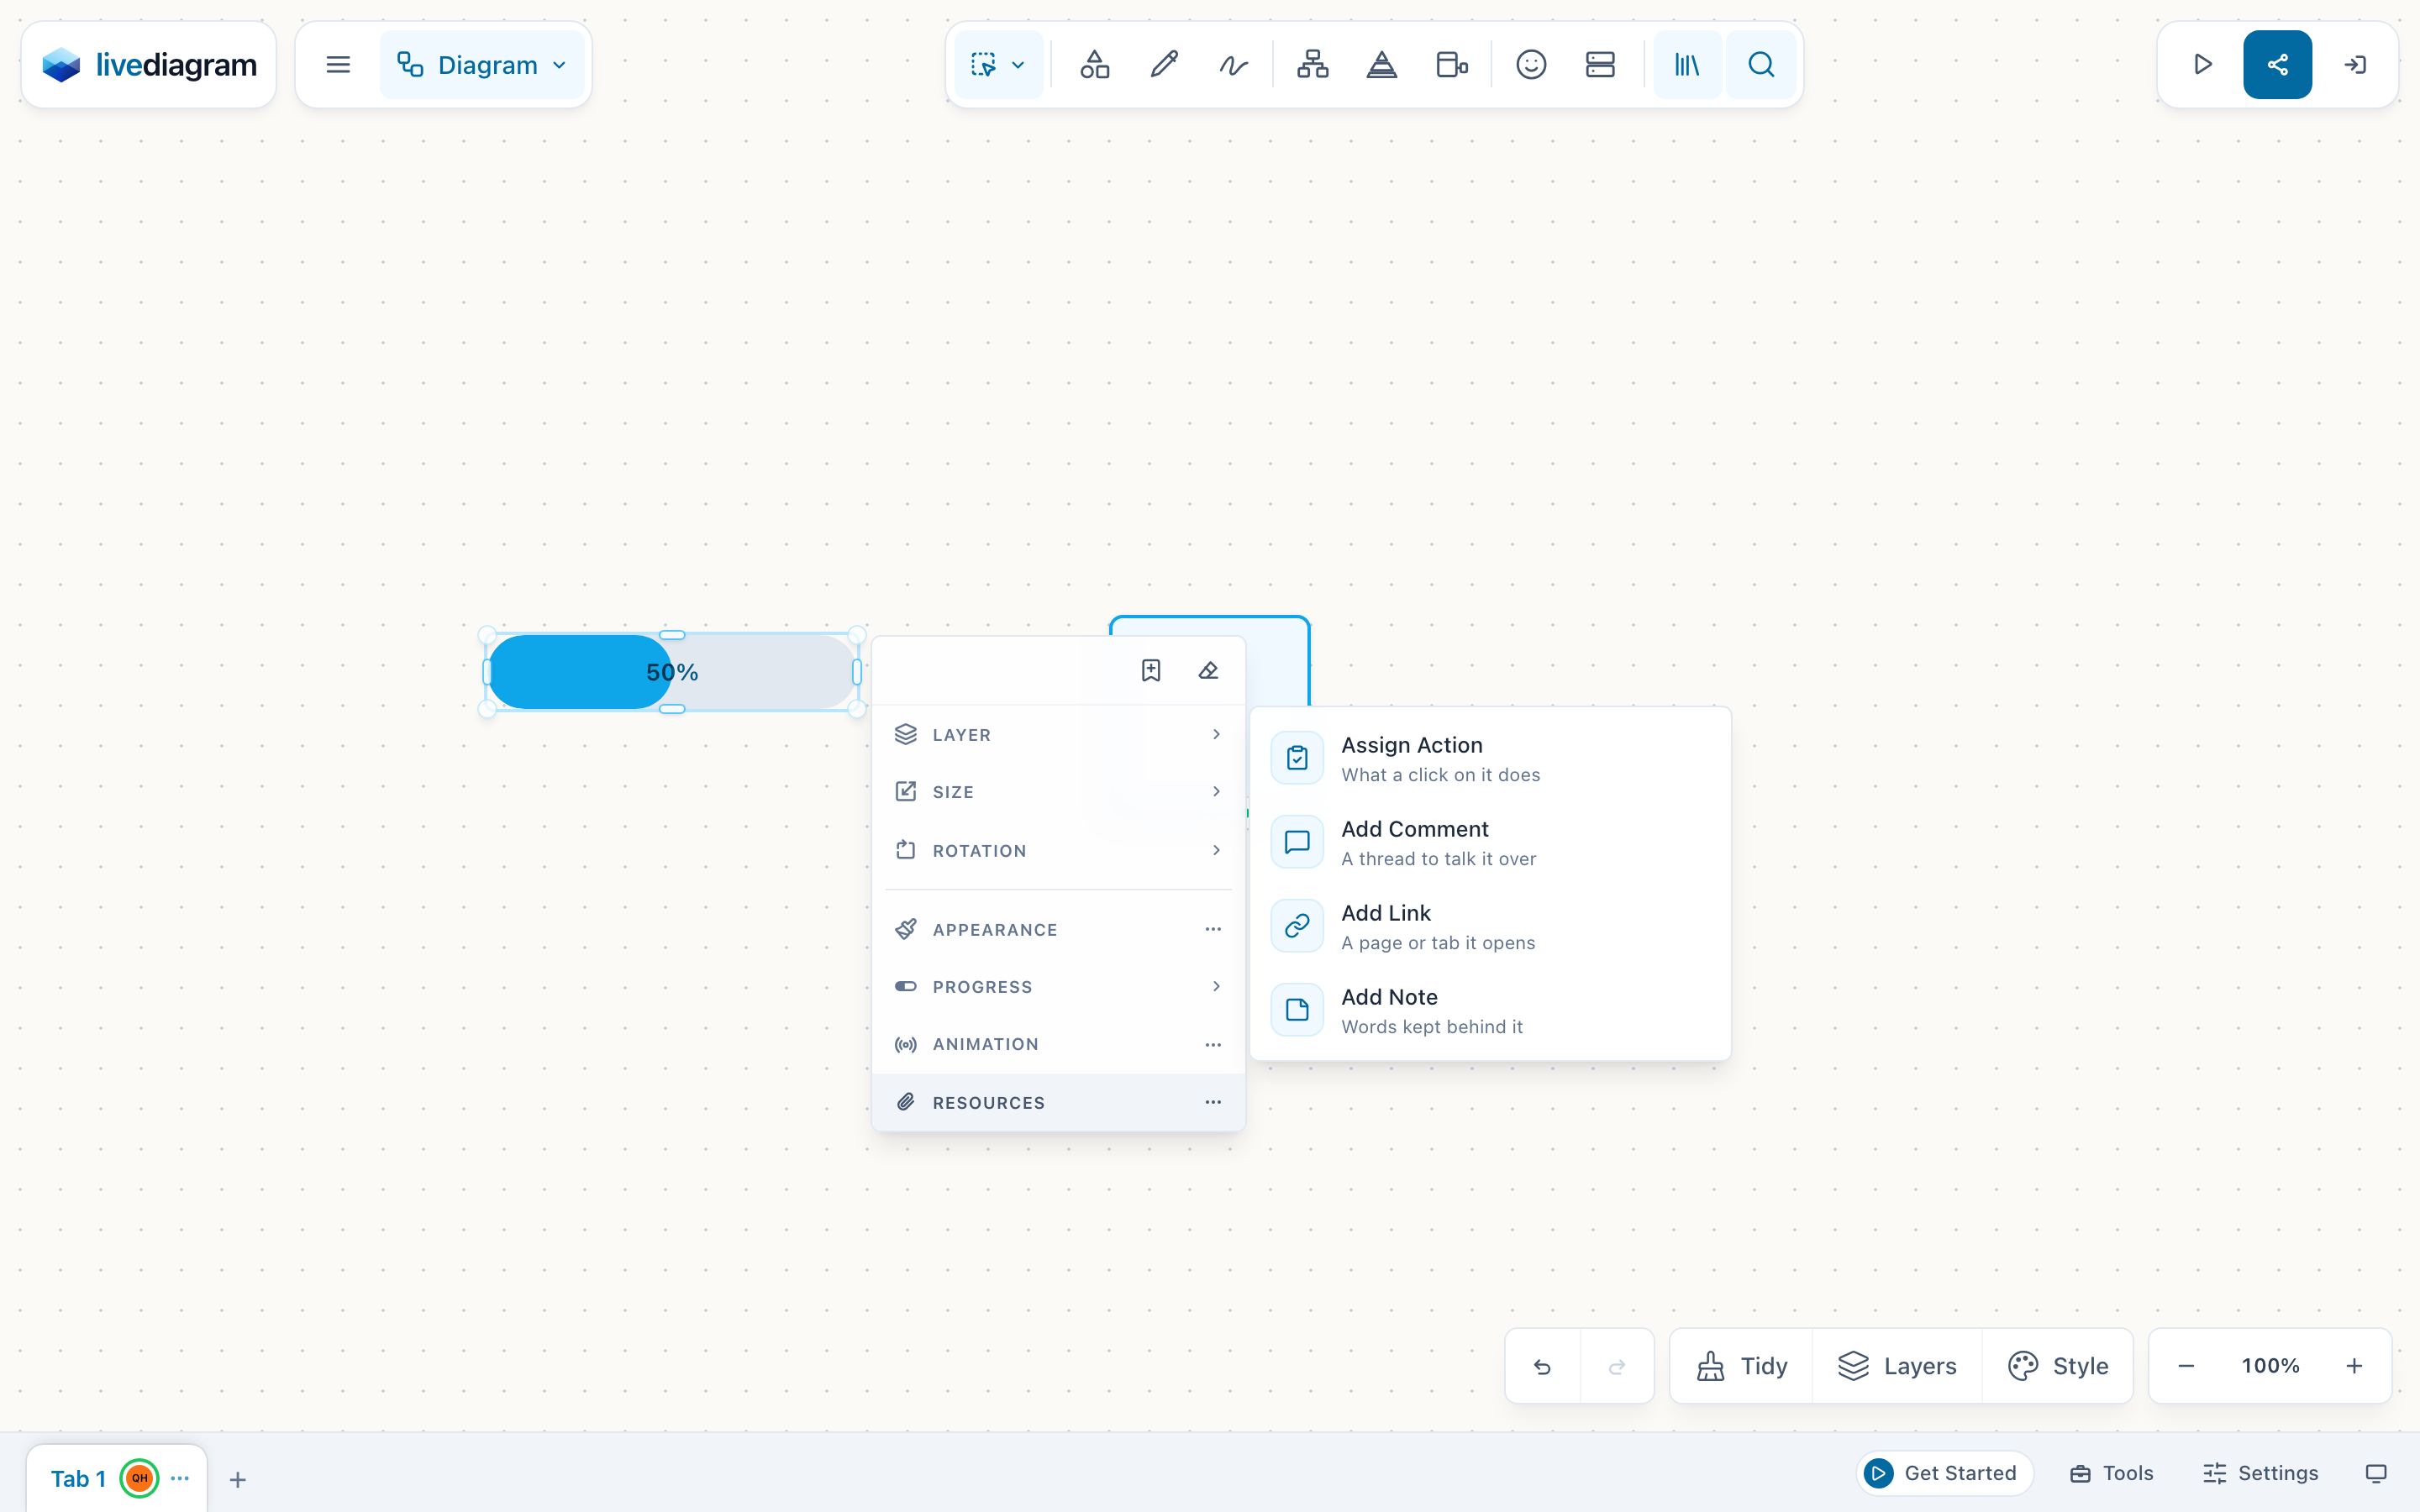 livediagram
Diagram
50%
LAYER
SIZE
ROTATION
APPEARANCE
PROGRESS
ANIMATION
RESOURCES
Assign Action
What a click on it does
Add Comment
A thread to talk it over
Add Link
A page or tab it opens
Add Note
Words kept behind it
Tidy
Layers
Style
100%
Tab 1
QH
Get Started
Tools
Settings